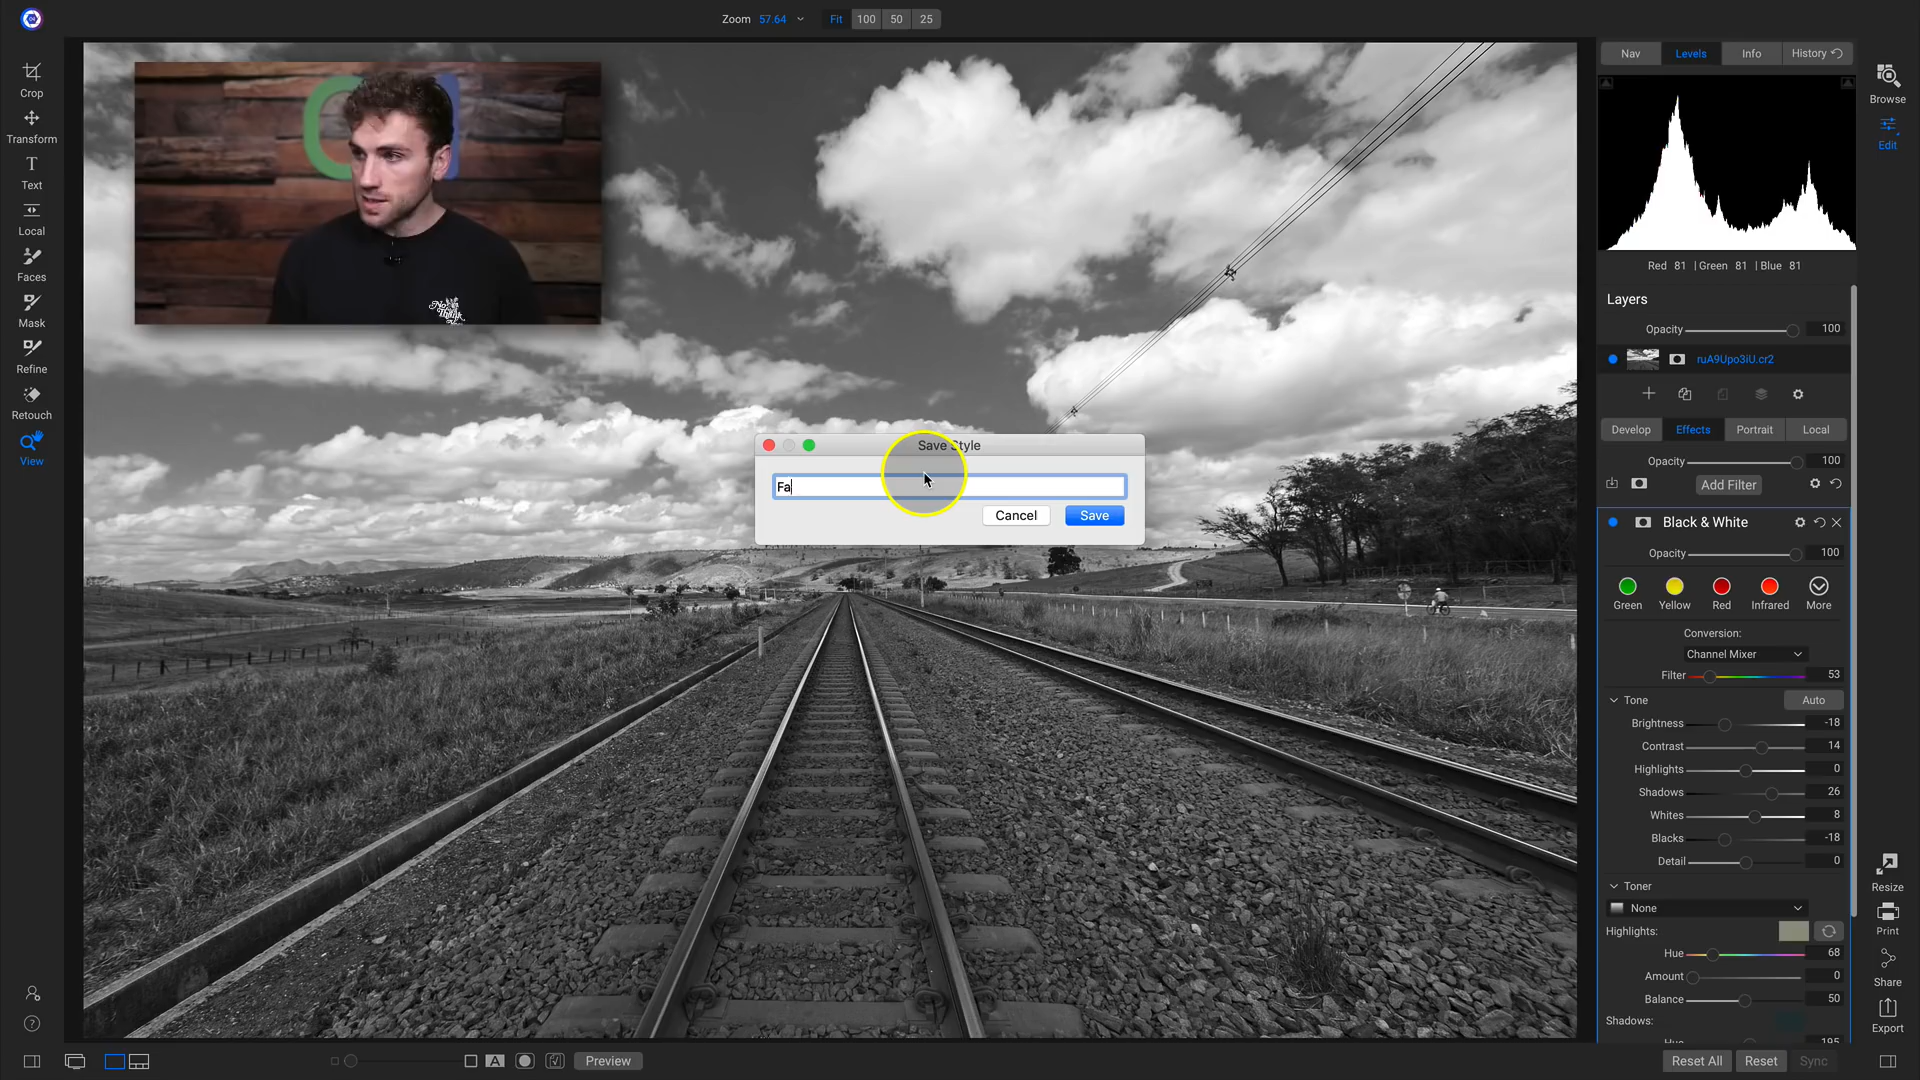 Zoom 57.64 Fit 100 50 25
Crop
Transform
T
Text
Local
Faces
Mask
Refine
Retouch
View
No
Think
Save Style
Fa
Cancel Save
Nav Levels Info History
Red 81 | Green 81 | Blue 81
Layers
Opacity 100
ruA9Upo3iU.cr2
Develop Effects Portrait Local
Opacity 100
Add Filter
Black & White
Opacity 100
Green Yellow Red Infrared More
Conversion:
Channel Mixer
Filter 53
Tone Auto
Brightness -18
Contrast 14
Highlights 0
Shadows 26
Whites 8
Blacks -18
Detail 0
Toner
None
Highlights:
Hue 68
Amount 0
Balance 50
Shadows:
Hue 195
Browse
Edit
Resize
Print
Share
Export
A Preview
Reset All Reset Sync